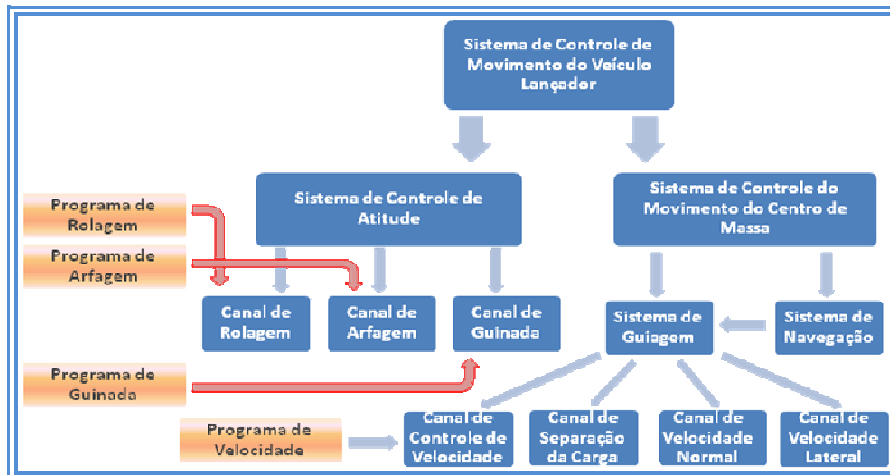 Sistema de Controle de
Movimento do Veículo
Lançador
Sistema de Controle de
Atitude
Sistema de Controle do
Movimento do Centro de
Massa
Programa de
Rolagem
Programa de
Arfagem
Canal de
Rolagem
Canal de
Arfagem
Canal de
Guinada
Sistema de
Guiagem
Sistema de
Navegação
Programa de
Guinada
Programa de
Velocidade
Canal de
Controle de
Velocidade
Canal de
Separação
da Carga
Canal de
Velocidade
Normal
Canal de
Velocidade
Lateral